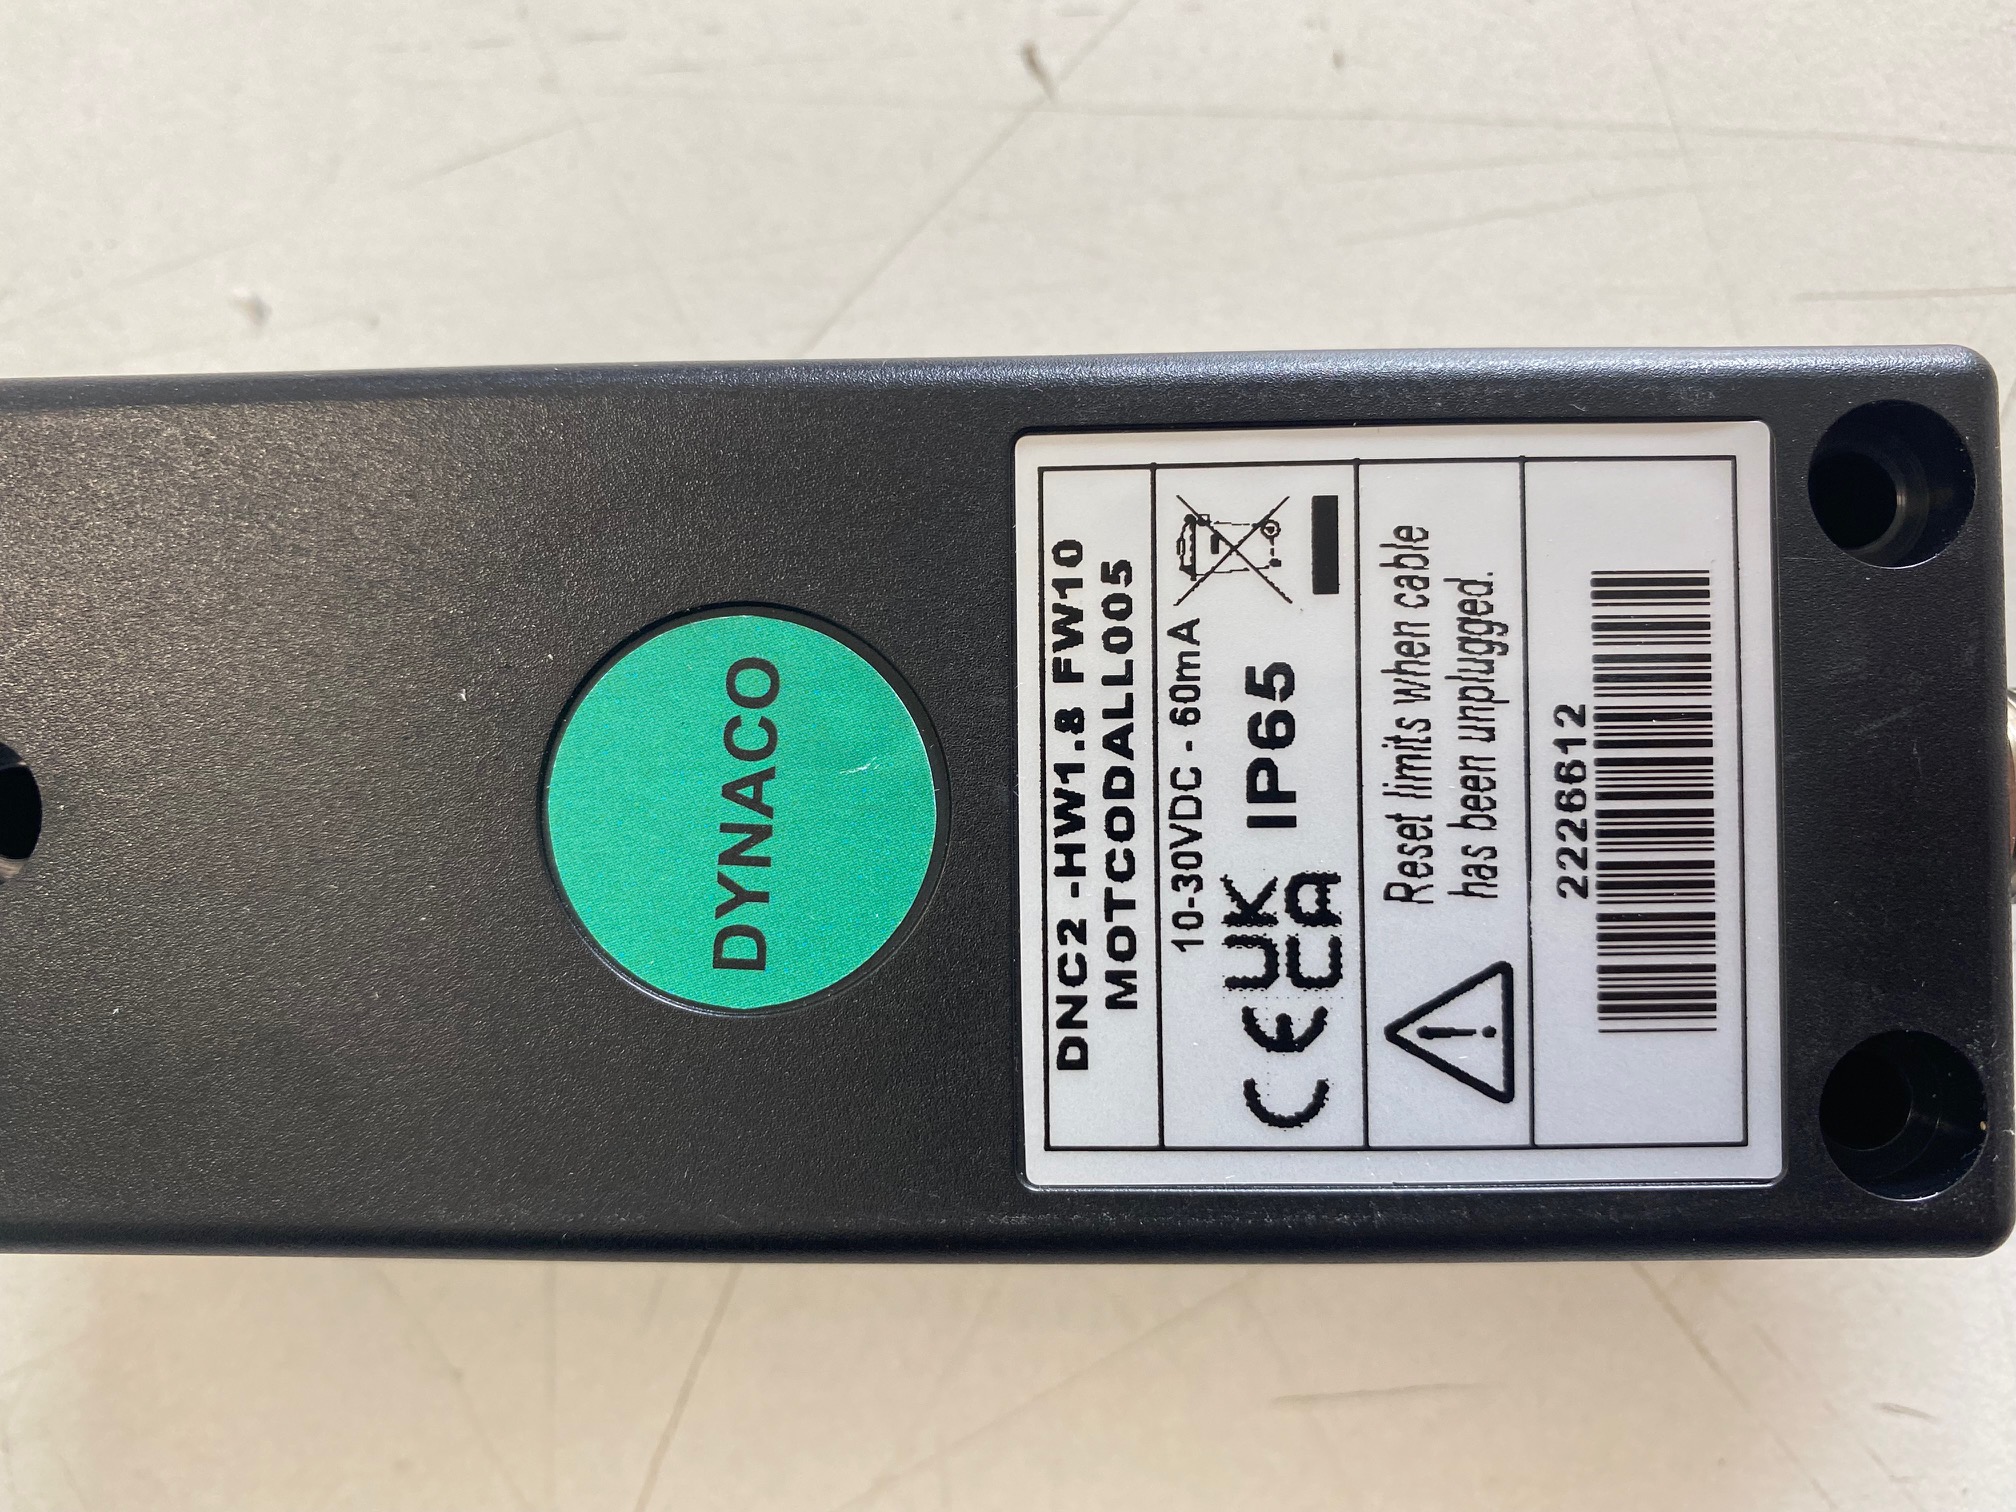 DYNACO
DNC2 -HW1.8 FW10
MOTCODALL005
10-30VDC - 60mA
CE UK
CA
IP65
Reset limits when cable
has been unplugged.
2226612